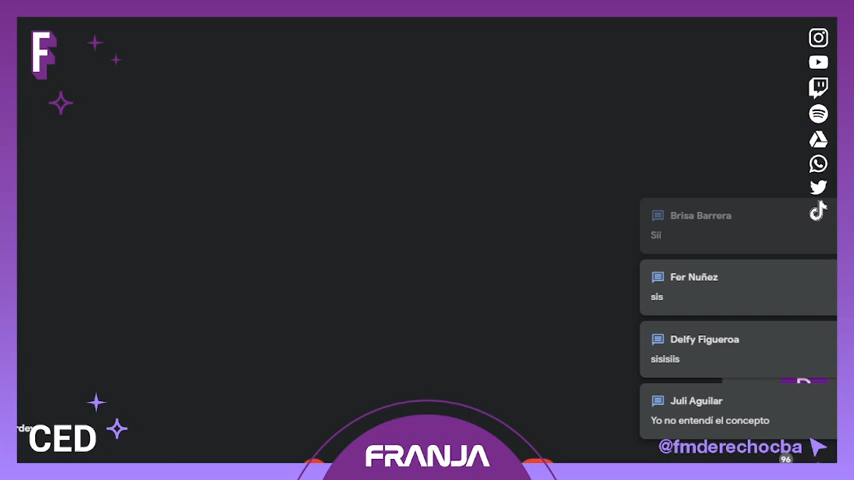 F
Brisa Barrera
Sii
Fer Nuñez
sis
Delfy Figueroa
sisisiis
Juli Aguilar
Yo no entendí el concepto
CED
FRANJA
@fmderechocba
96